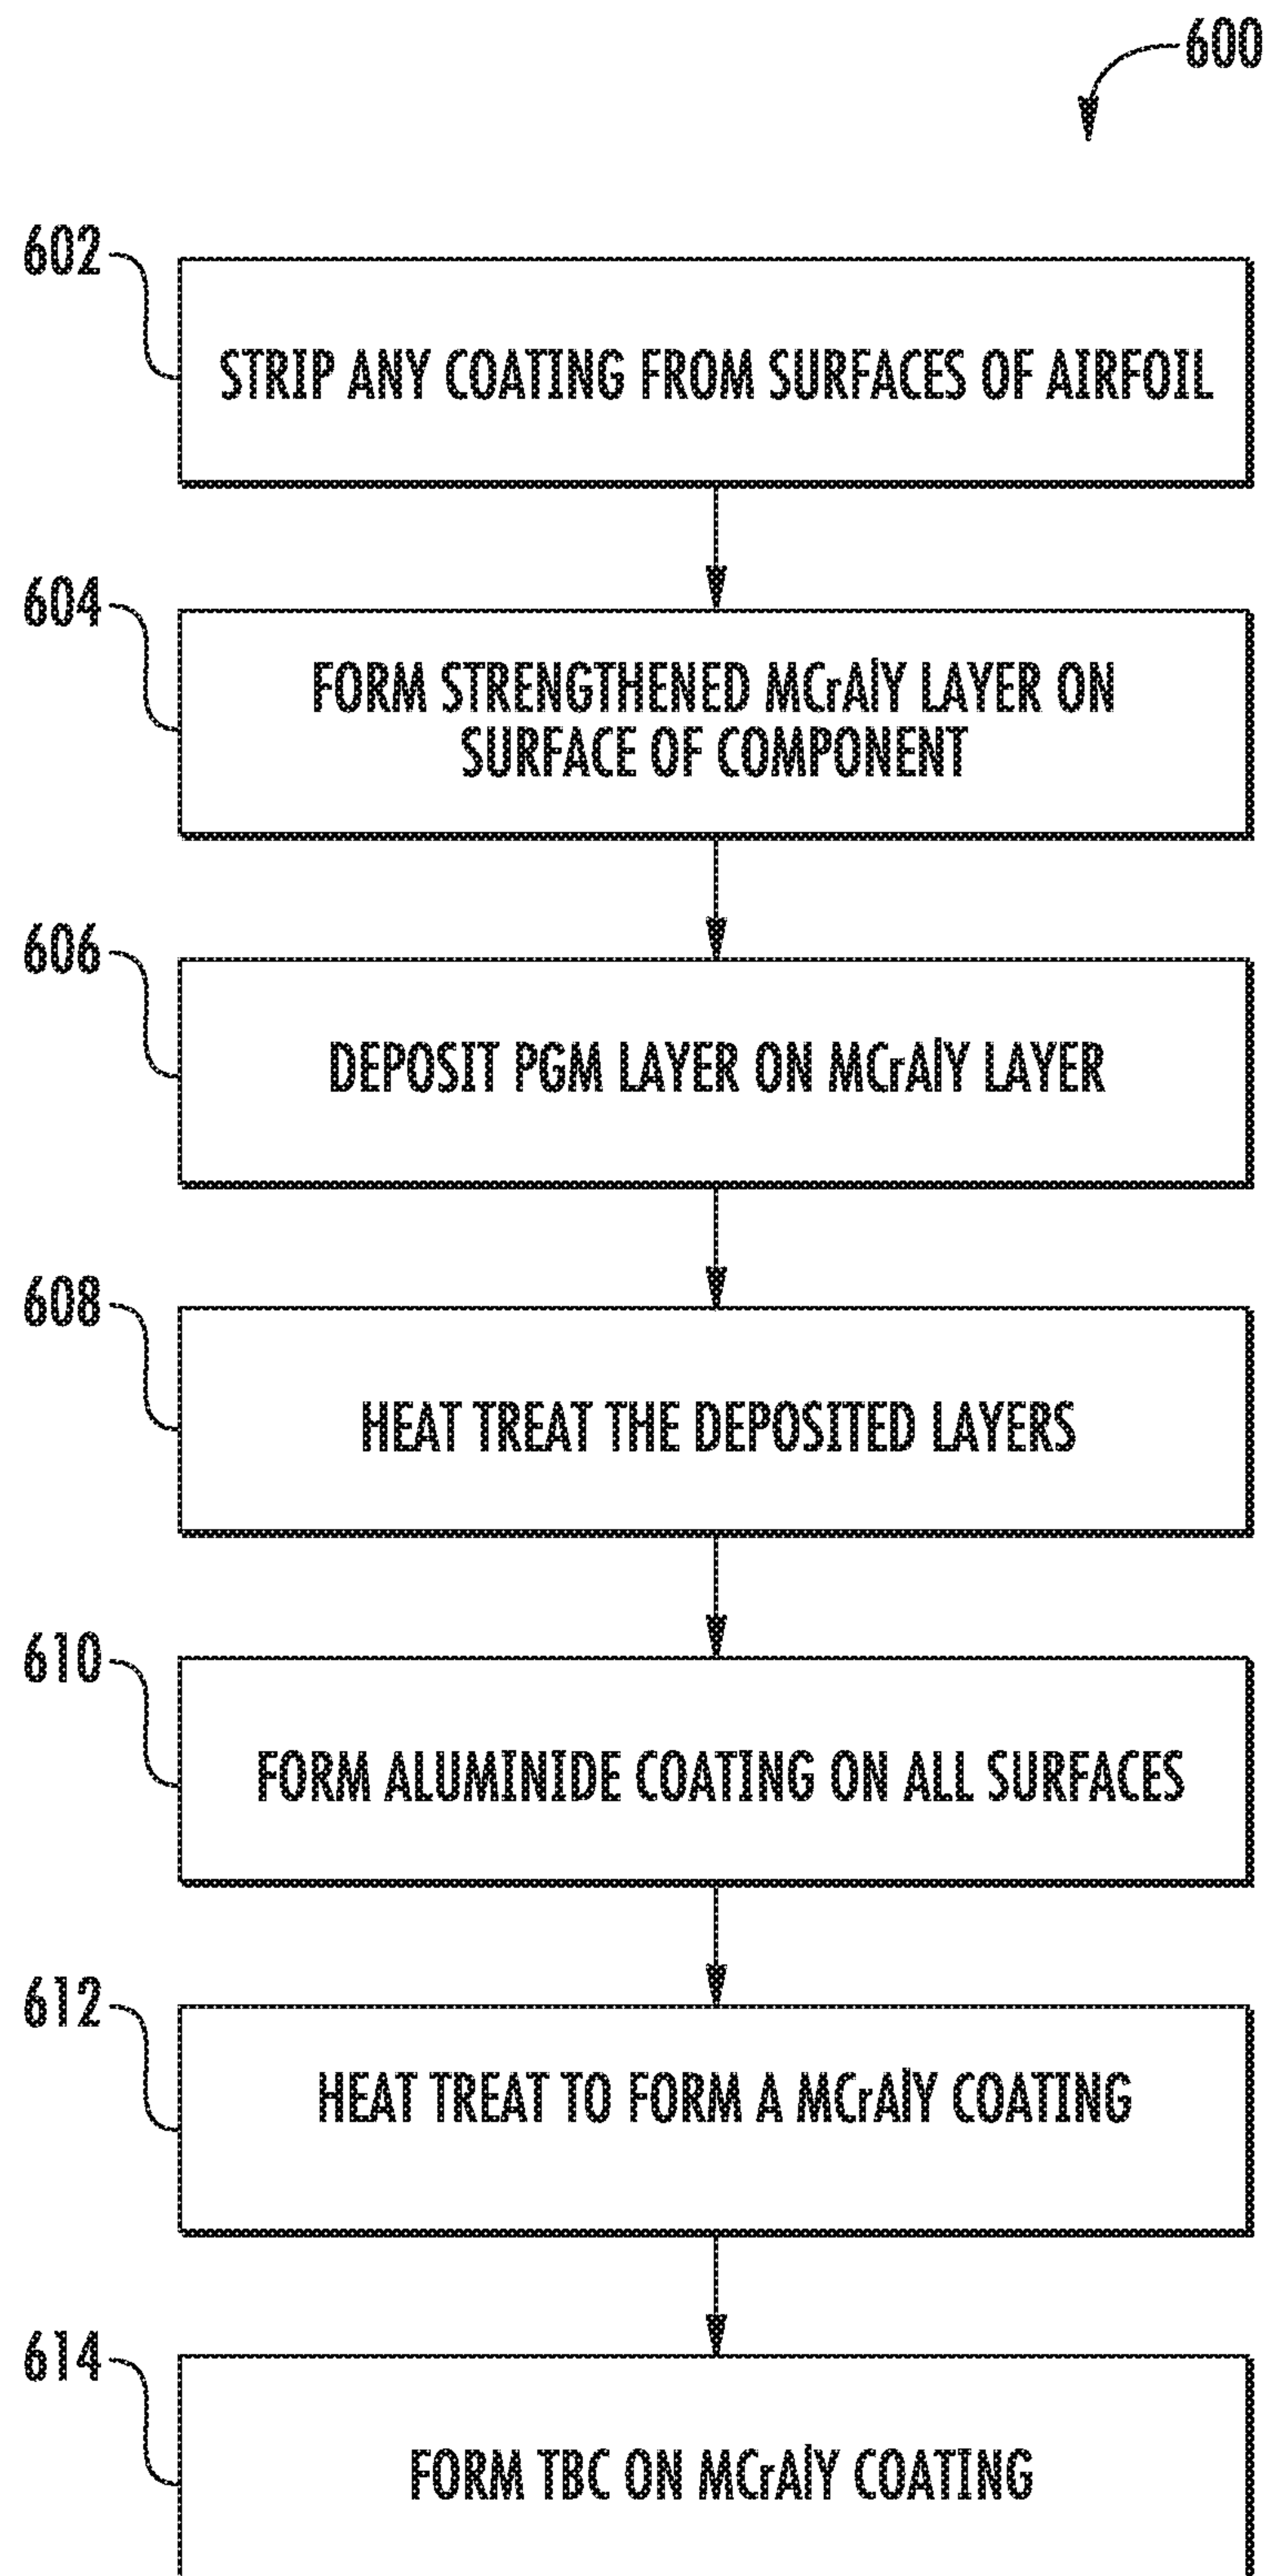 600
602
STRIP ANY COATING FROM SURFACES OF AIRFOIL
604
FORM STRENGTHENED MCrAlY LAYER ON
SURFACE OF COMPONENT
606
DEPOSIT PGM LAYER ON MCrAlY LAYER
608
HEAT TREAT THE DEPOSITED LAYERS
610
FORM ALUMINIDE COATING ON ALL SURFACES
612
HEAT TREAT TO FORM A MCrAlY COATING
614
FORM TBC ON MCrAlY COATING